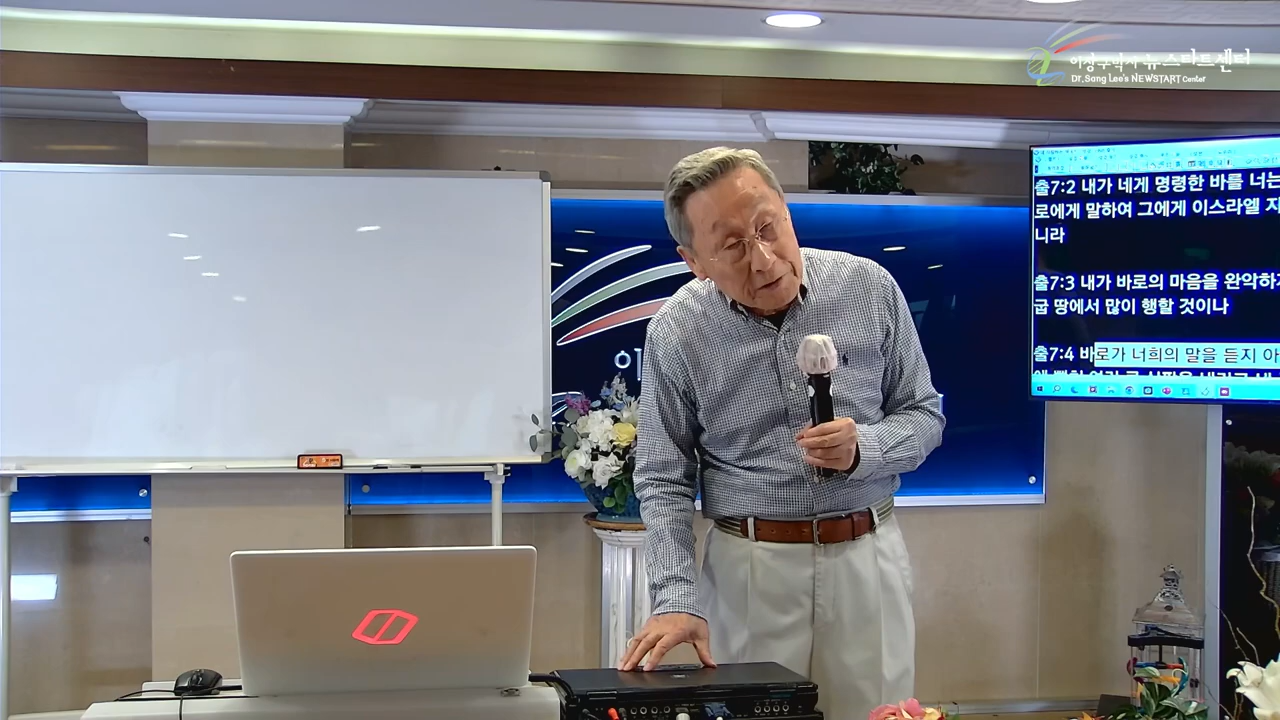 이상구박사 뉴스타트센터
Dr. Sang Lee's NEWSTART Center
출7:2 내가 네게 명령한 바를 너는
로에게 말하여 그에게 이스라엘 자
니라
출7:3 내가 바로의 마음을 완악하
굽 땅에서 많이 행할 것이나
출7:4 바로가 너희의 말을 듣지 아
이